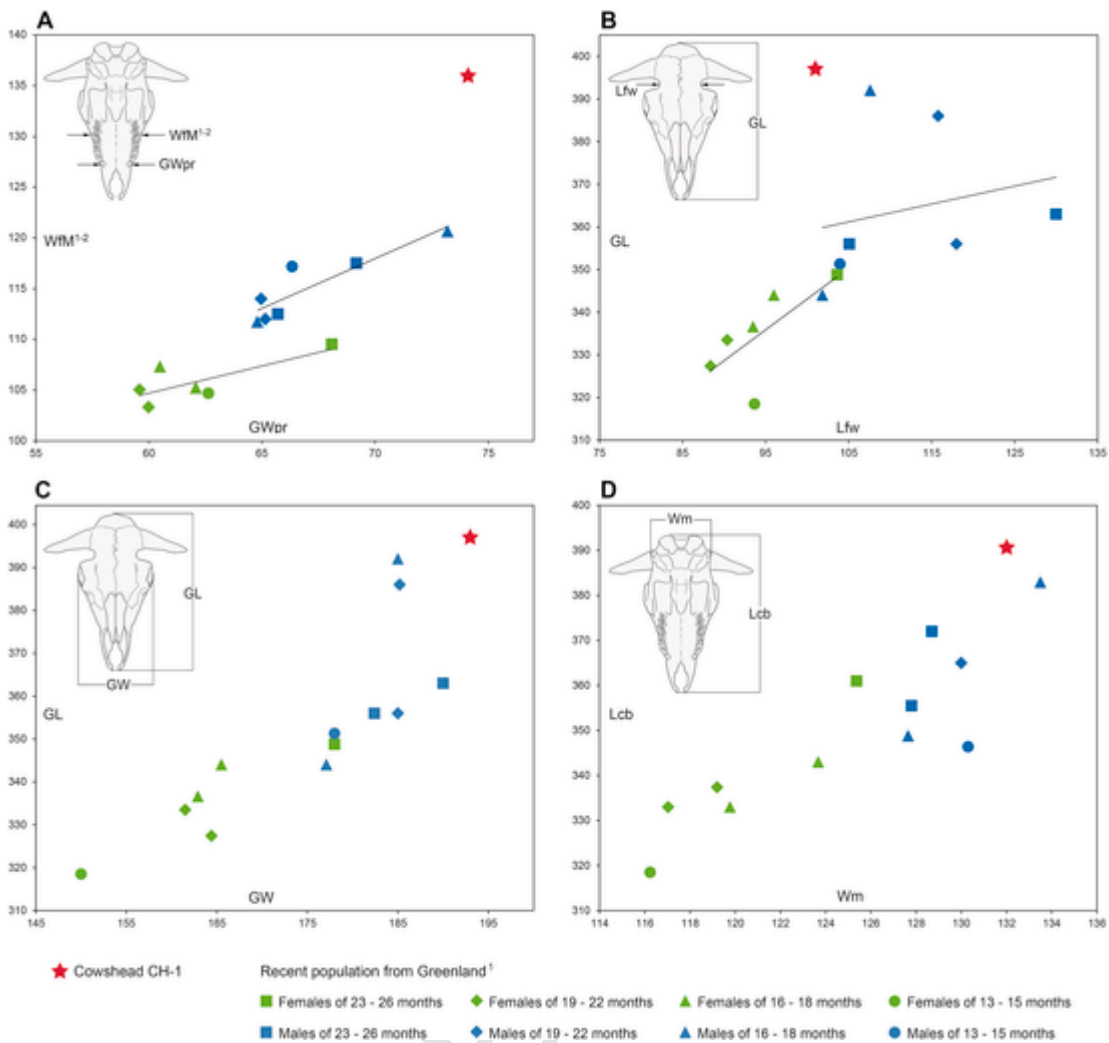 A
140
135
130
125
120
115
110
105
100
WfM1-2
GWpr
WfM1-2
GWpr
55 60 65 70 75
B
400
390
380
370
360
350
340
330
320
310
Lfw
GL
GL
Lfw
75 85 95 105 115 125 135
C
400
390
380
370
360
350
340
330
320
310
GL
GW
GL
GW
145 155 165 175 185 195
D
400
390
380
370
360
350
340
330
320
310
Wm
Lcb
Lcb
Wm
114 116 118 120 122 124 126 128 130 132 134 136
Cowshead CH-1 Recent population from Greenland1
Females of 23 - 26 months Females of 19 - 22 months Females of 16 - 18 months Females of 13 - 15 months
Males of 23 - 26 months Males of 19 - 22 months Males of 16 - 18 months Males of 13 - 15 months